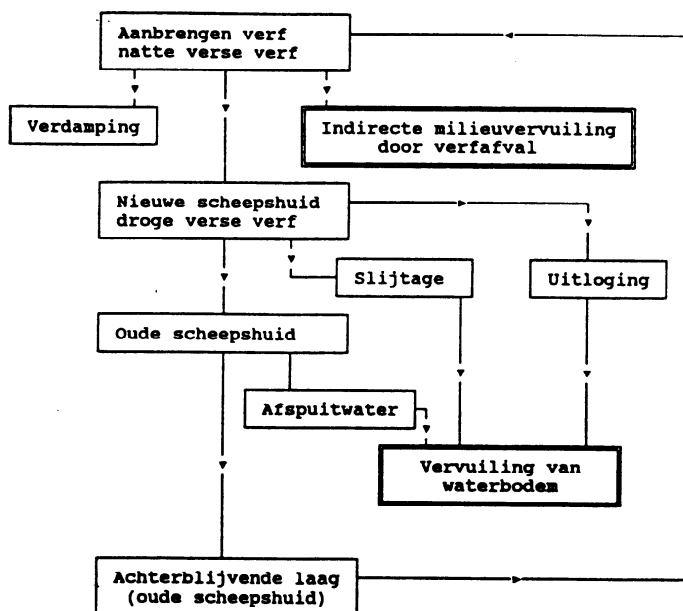 Aanbrengen verf
natte verse verf
Verdamping
Indirecte milieuvervuiling
door verfafval
Nieuwe scheepshuid
droge verse verf
Slijtage
Uitloging
Oude scheepshuid
Afspuitwater
Vervuiling van
waterbodem
Achterblijvende laag
(oude scheepshuid)